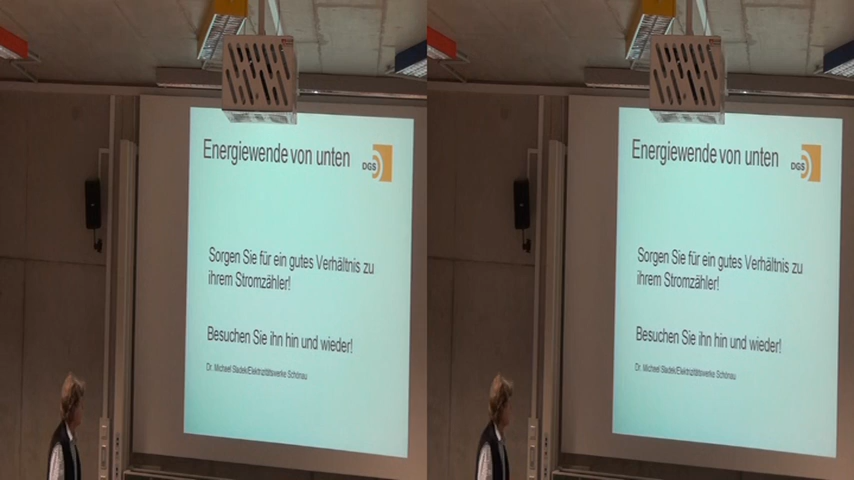 Energiewende von unten
DGS
Sorgen Sie für ein gutes Verhältnis zu
ihrem Stromzähler!
Besuchen Sie ihn hin und wieder!
Dr. Michael Sladek/Elektrizitätswerke Schönau
Energiewende von unten
DGS
Sorgen Sie für ein gutes Verhältnis zu
ihrem Stromzähler!
Besuchen Sie ihn hin und wieder!
Dr. Michael Sladek/Elektrizitätswerke Schönau